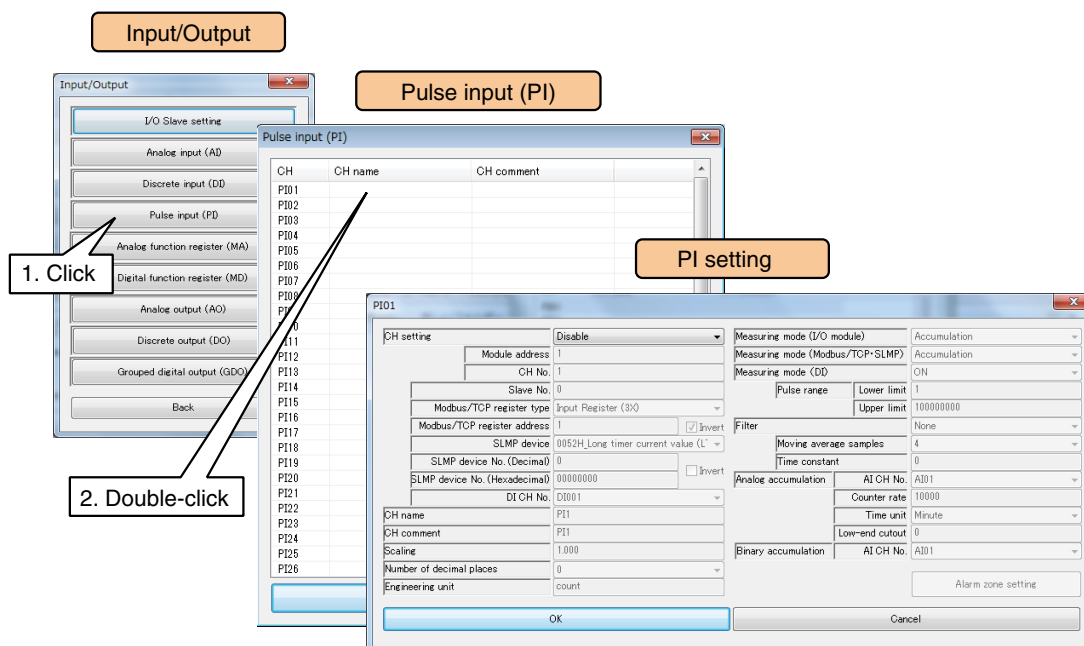 Input/Output
Input/Output
I/O Slave setting
Analog input (AI)
Discrete input (DI)
Pulse input (PI)
Analog function register (MA)
1. Click
Digital function register (MD)
Analog output (AO)
Discrete output (DO)
Grouped digital output (GDO)
Back
Pulse input (PI)
Pulse input (PI)
CH CH name CH comment
PI01
PI02
PI03
PI04
PI05
PI06
PI07
PI08
PI11
PI12
PI13
PI14
PI15
PI16
PI17
PI18
PI19
PI20
PI21
PI22
PI23
PI24
PI25
PI26
2. Double-click
PI setting
PI01
CH setting Disable
Module address 1
CH No. 1
Slave No. 0
Modbus/TCP register type Input Register (3X)
Modbus/TCP register address 1 Invert
SLMP device 0052H_Long timer current value (L
SLMP device No. (Decimal) 0
Invert
SLMP device No. (Hexadecimal) 00000000
DI CH No. DI001
CH name PI1
CH comment PI1
Scaling 1.000
Number of decimal places 0
Engineering unit count
Measuring mode (I/O module) Accumulation
Measuring mode (Modbus/TCP・SLMP) Accumulation
Measuring mode (DI) ON
Pulse range Lower limit 1
Upper limit 100000000
Filter None
Moving average samples 4
Time constant 0
Analog accumulation AI CH No. AI01
Counter rate 10000
Time unit Minute
Low-end cutout 0
Binary accumulation AI CH No. AI01
Alarm zone setting
OK
Cancel